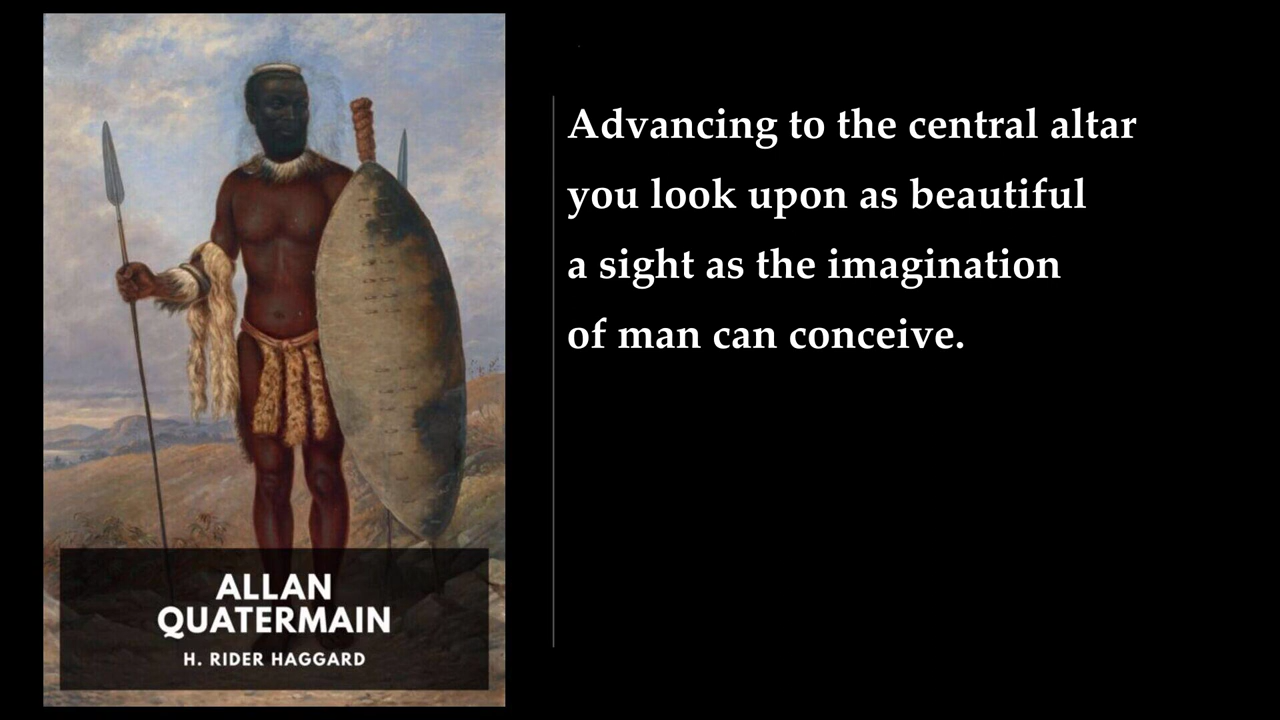 ALLAN
QUATERMAIN
H. RIDER HAGGARD
Advancing to the central altar
you look upon as beautiful
a sight as the imagination
of man can conceive.